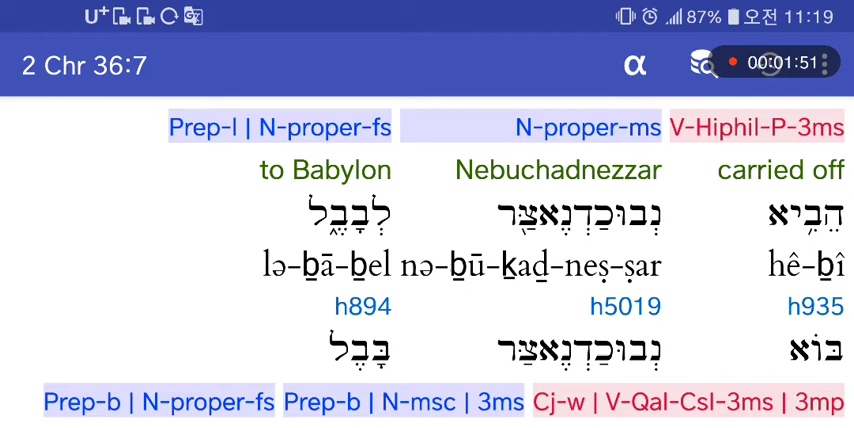 U+ 87% 오전 11:19
2 Chr 36:7 α 00:01:51
Prep-l | N-proper-fs N-proper-ms V-Hiphil-P-3ms
to Babylon Nebuchadnezzar carried off
לְבָבֶ֑ל נְבוּכַדְנֶאצַּ֖ר הֵבִ֥יא
lə-ḇā-ḇel nə-ḇū-ḵaḏ-neṣ-ṣar hê-ḇî
h894 h5019 h935
בָּבֶל נְבוּכַדְנֶאצַּר בּוֹא
Prep-b | N-proper-fs Prep-b | N-msc | 3ms Cj-w | V-Qal-CsI-3ms | 3mp